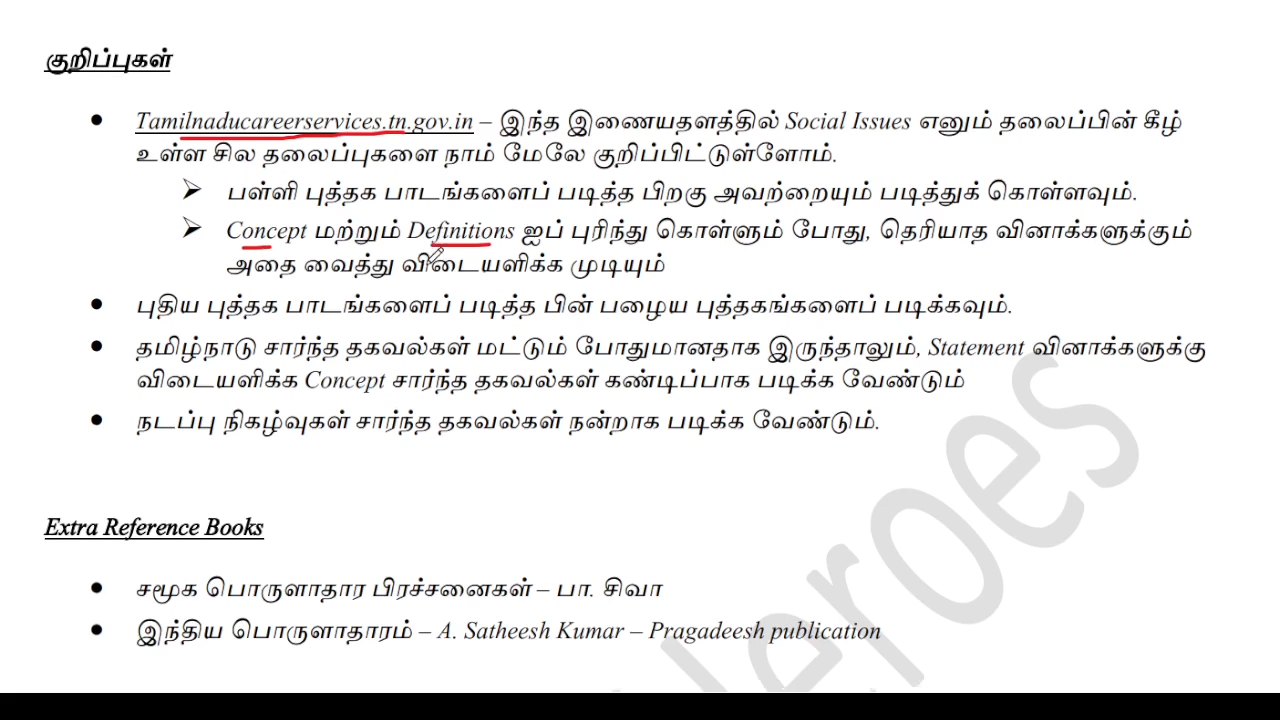 குறிப்புகள்
• Tamilnaducareerservices.tn.gov.in – இந்த இணையதளத்தில் Social Issues எனும் தலைப்பின் கீழ்
உள்ள சில தலைப்புகளை நாம் மேலே குறிப்பிட்டுள்ளோம்.
➢ பள்ளி புத்தக பாடங்களைப் படித்த பிறகு அவற்றையும் படித்துக் கொள்ளவும்.
➢ Concept மற்றும் Definitions ஐப் புரிந்து கொள்ளும் போது, தெரியாத வினாக்களுக்கும்
அதை வைத்து விடையளிக்க முடியும்
• புதிய புத்தக பாடங்களைப் படித்த பின் பழைய புத்தகங்களைப் படிக்கவும்.
• தமிழ்நாடு சார்ந்த தகவல்கள் மட்டும் போதுமானதாக இருந்தாலும், Statement வினாக்களுக்கு
விடையளிக்க Concept சார்ந்த தகவல்கள் கண்டிப்பாக படிக்க வேண்டும்
• நடப்பு நிகழ்வுகள் சார்ந்த தகவல்கள் நன்றாக படிக்க வேண்டும்.
Extra Reference Books
• சமூக பொருளாதார பிரச்சனைகள் – பா. சிவா
• இந்திய பொருளாதாரம் – A. Satheesh Kumar – Pragadeesh publication